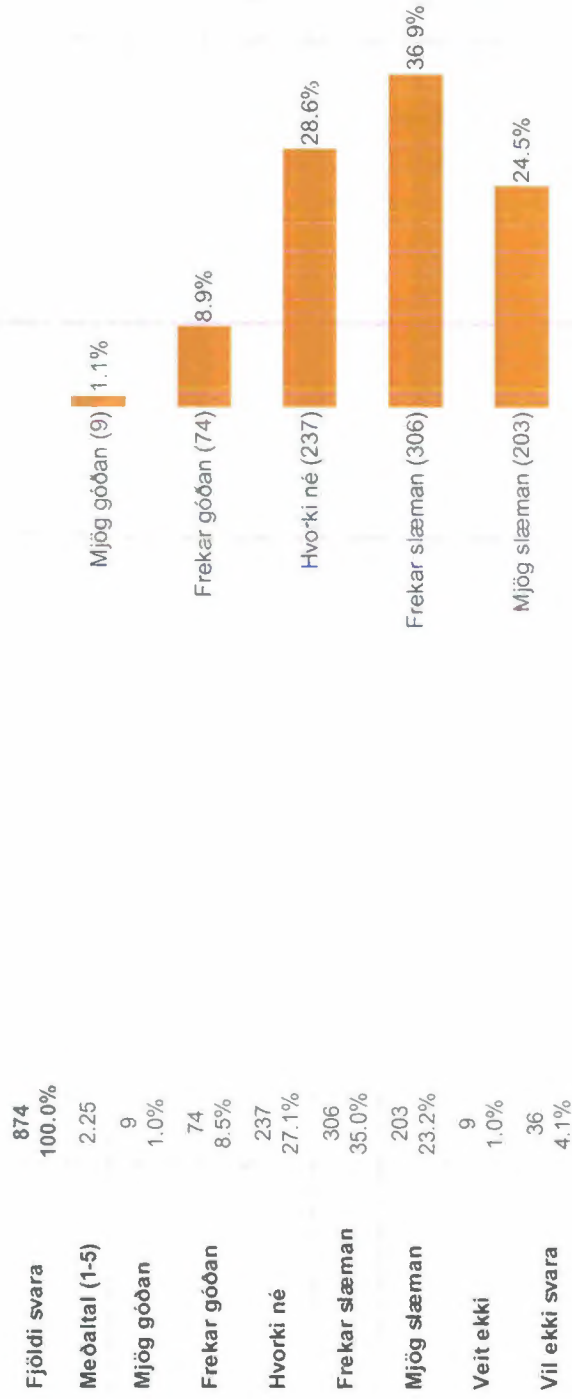 Fjöldi svara 874
100.0%
Meðaltal (1-5) 2.25
Mjög góðan 9
1.0%
Frekar góðan 74
8.5%
Hvorki né 237
27.1%
Frekar slæman 306
35.0%
Mjög slæman 203
23.2%
Veit ekki 9
1.0%
Vil ekki svara 36
4.1%
Mjög góðan (9) 1.1%
Frekar góðan (74) 8.9%
Hvo-ki né (237) 28.6%
Frekar slæman (306) 36 9%
Mjög slæman (203) 24.5%